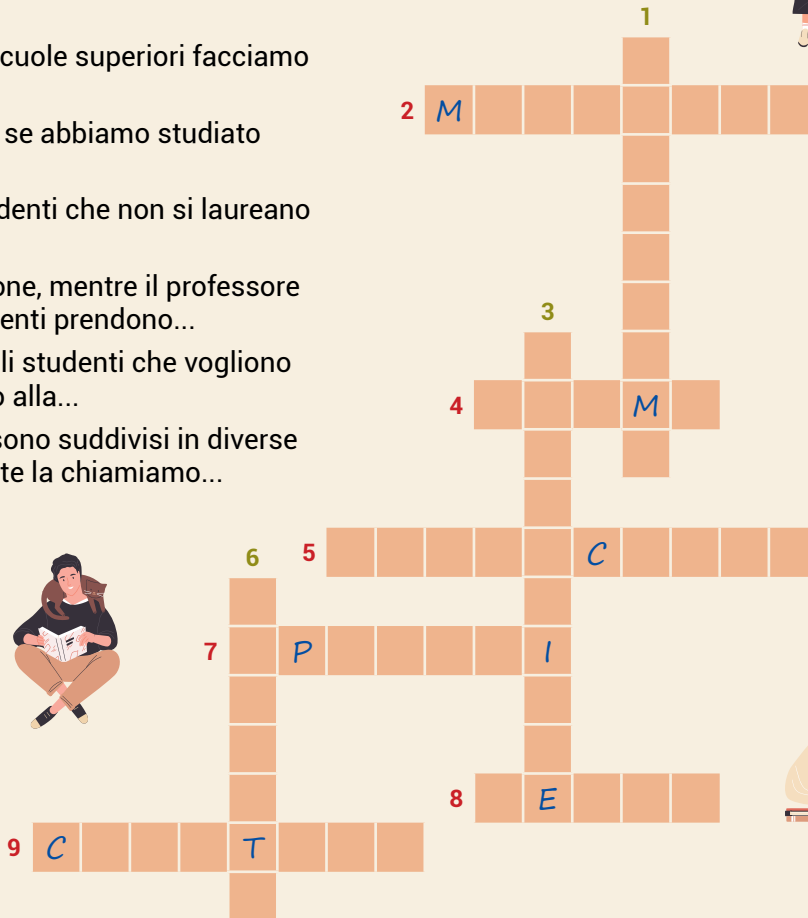 cuole superiori facciamo
se abbiamo studiato
denti che non si laureano
one, mentre il professore
enti prendono...
li studenti che vogliono
o alla...
sono suddivisi in diverse
te la chiamiamo...
1
2 M
3
4 M
5 C
6
7 P I
8 E
9 C T